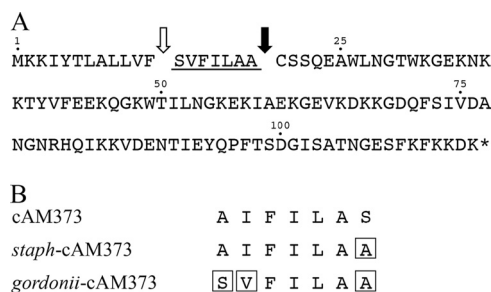 A
1
MKKIYTLALLVF SVFILAA CSSQEAWLNGTWKGEKNK
25
KTYVFEEKQGKWTILNGKEKIAEKGEVKDKKGDQFSIVDA
50 75
NGNRHQIKKVDENTIEYQPFTSDGISATNGESFKFKKDK*
100
B
cAM373 A I F I L A S
staph-cAM373 A I F I L A A
gordonii-cAM373 S V F I L A A